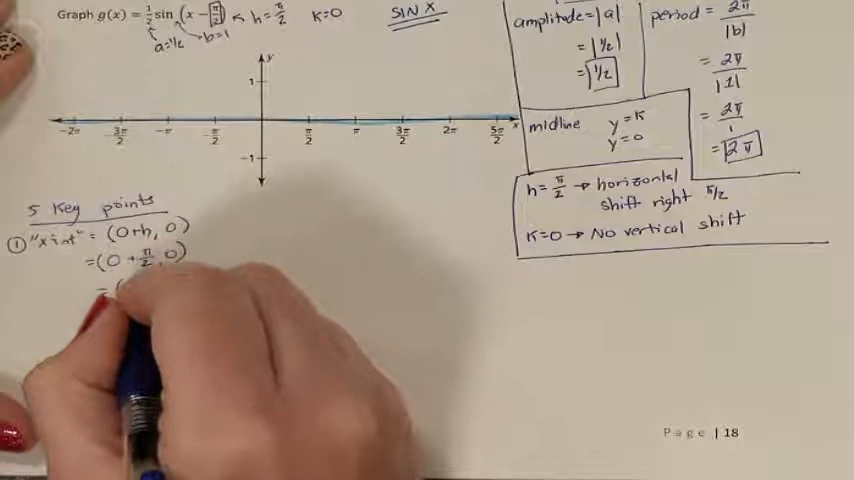 Graph g(x) = 1/2 sin (x − π/2) ← h = π/2 K=0 SIN X
a=1/2 b=1
amplitude = |a|
= |1/2|
= 1/2
period = 2π/|b|
= 2π/|1|
= 2π/1
= 2π
midline y = K
y = 0
h = π/2 → horizontal
shift right π/2
K=0 → No vertical shift
y
1
-2π -3π/2 -π -π/2 π/2 π 3π/2 2π 5π/2 x
-1
5 Key points
① "x int" = (0+h, 0)
= (0 + π/2, 0)
= (
Page | 18